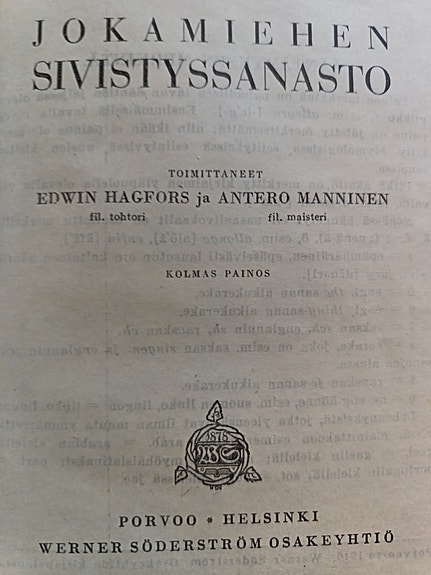 JOKAMIEHEN
SIVISTYSSANASTO
TOIMITTANEET
EDWIN HAGFORS ja ANTERO MANNINEN
fil. tohtori fil. maisteri
KOLMAS PAINOS
1878
WS
PORVOO * HELSINKI
WERNER SÖDERSTRÖM OSAKEYHTIÖ